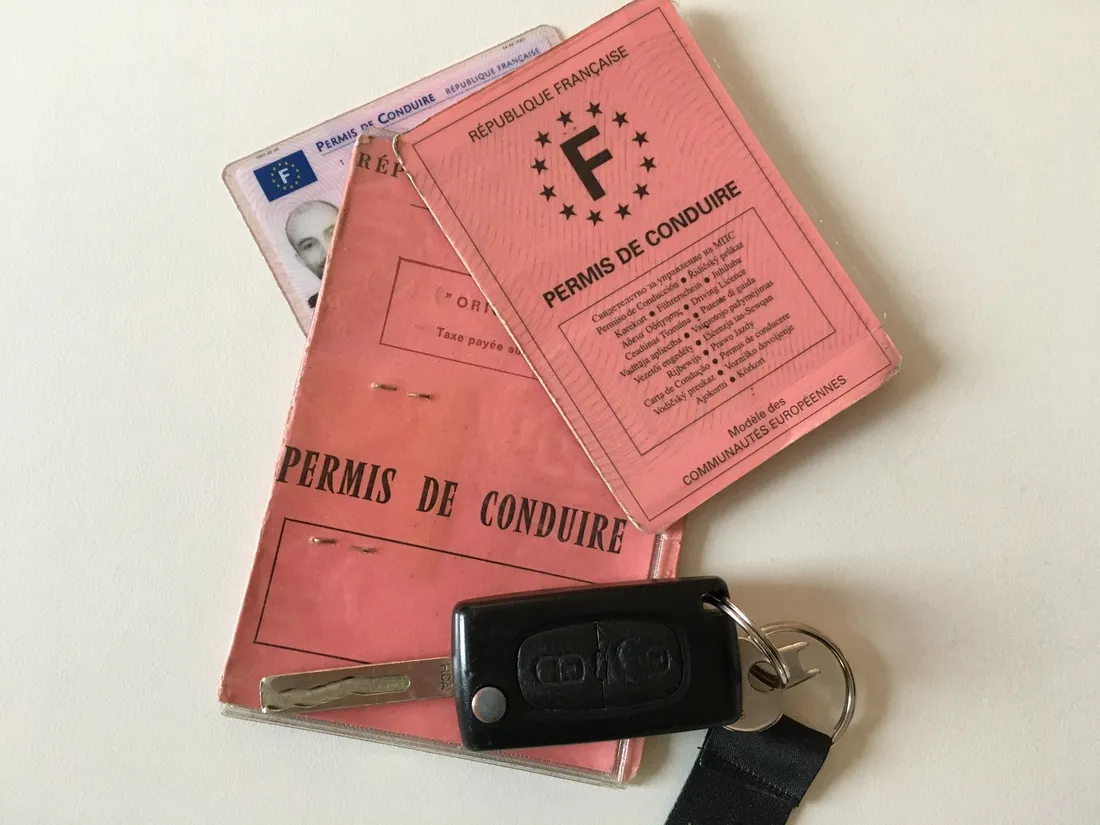 PERMIS DE CONDUIRE RÉPUBLIQUE FRANÇAISE
F
RÉP
"ORI
Taxe payée su
PERMIS DE CONDUIRE
RÉPUBLIQUE FRANÇAISE
F
PERMIS DE CONDUIRE
Свидетелство за управление на МПС
Permiso de Conducción ● Řidičský průkaz
Kørekort ● Führerschein ● Juhiluba
Άδεια Οδήγησης ● Driving Licence
Ceadúnas Tiomána ● Patente di guida
Vadītāja apliecība ● Vairuotojo pažymėjimas
Vezetői engedély ● Liċenzja tas-Sewqan
Rijbewijs ● Prawo Jazdy
Carta de Condução ● Permis de conducere
Vodičský preukaz ● Vozniško dovoljenje
Ajokortti ● Körkort
Modèle des
COMMUNAUTÉS EUROPÉENNES
HCA